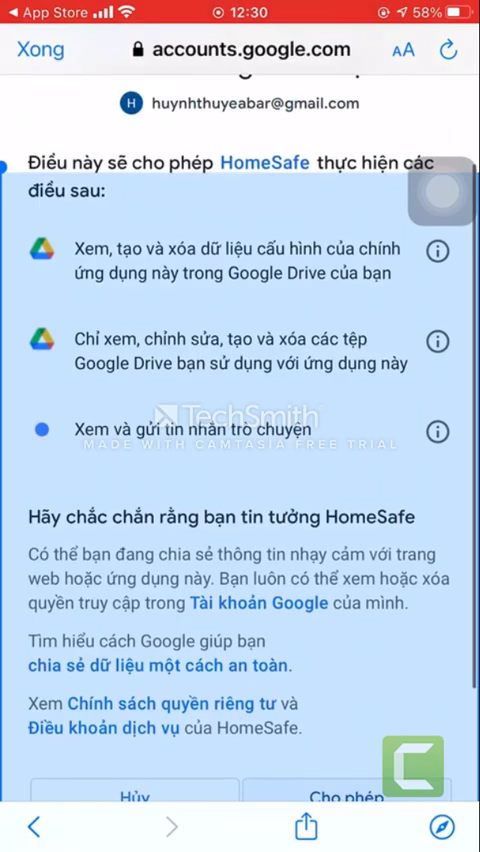 App Store
12:30
58%
Xong
accounts.google.com
AA
H
huynhthuyeabar@gmail.com
Điều này sẽ cho phép HomeSafe thực hiện các
điều sau:
Xem, tạo và xóa dữ liệu cấu hình của chính
ứng dụng này trong Google Drive của bạn
Chỉ xem, chỉnh sửa, tạo và xóa các tệp
Google Drive bạn sử dụng với ứng dụng này
TechSmith
Xem và gửi tin nhắn trò chuyện
MADE WITH CAMTASIA FREE TRIAL
Hãy chắc chắn rằng bạn tin tưởng HomeSafe
Có thể bạn đang chia sẻ thông tin nhạy cảm với trang
web hoặc ứng dụng này. Bạn luôn có thể xem hoặc xóa
quyền truy cập trong Tài khoản Google của mình.
Tìm hiểu cách Google giúp bạn
chia sẻ dữ liệu một cách an toàn.
Xem Chính sách quyền riêng tư và
Điều khoản dịch vụ của HomeSafe.
Hủy
Cho phép